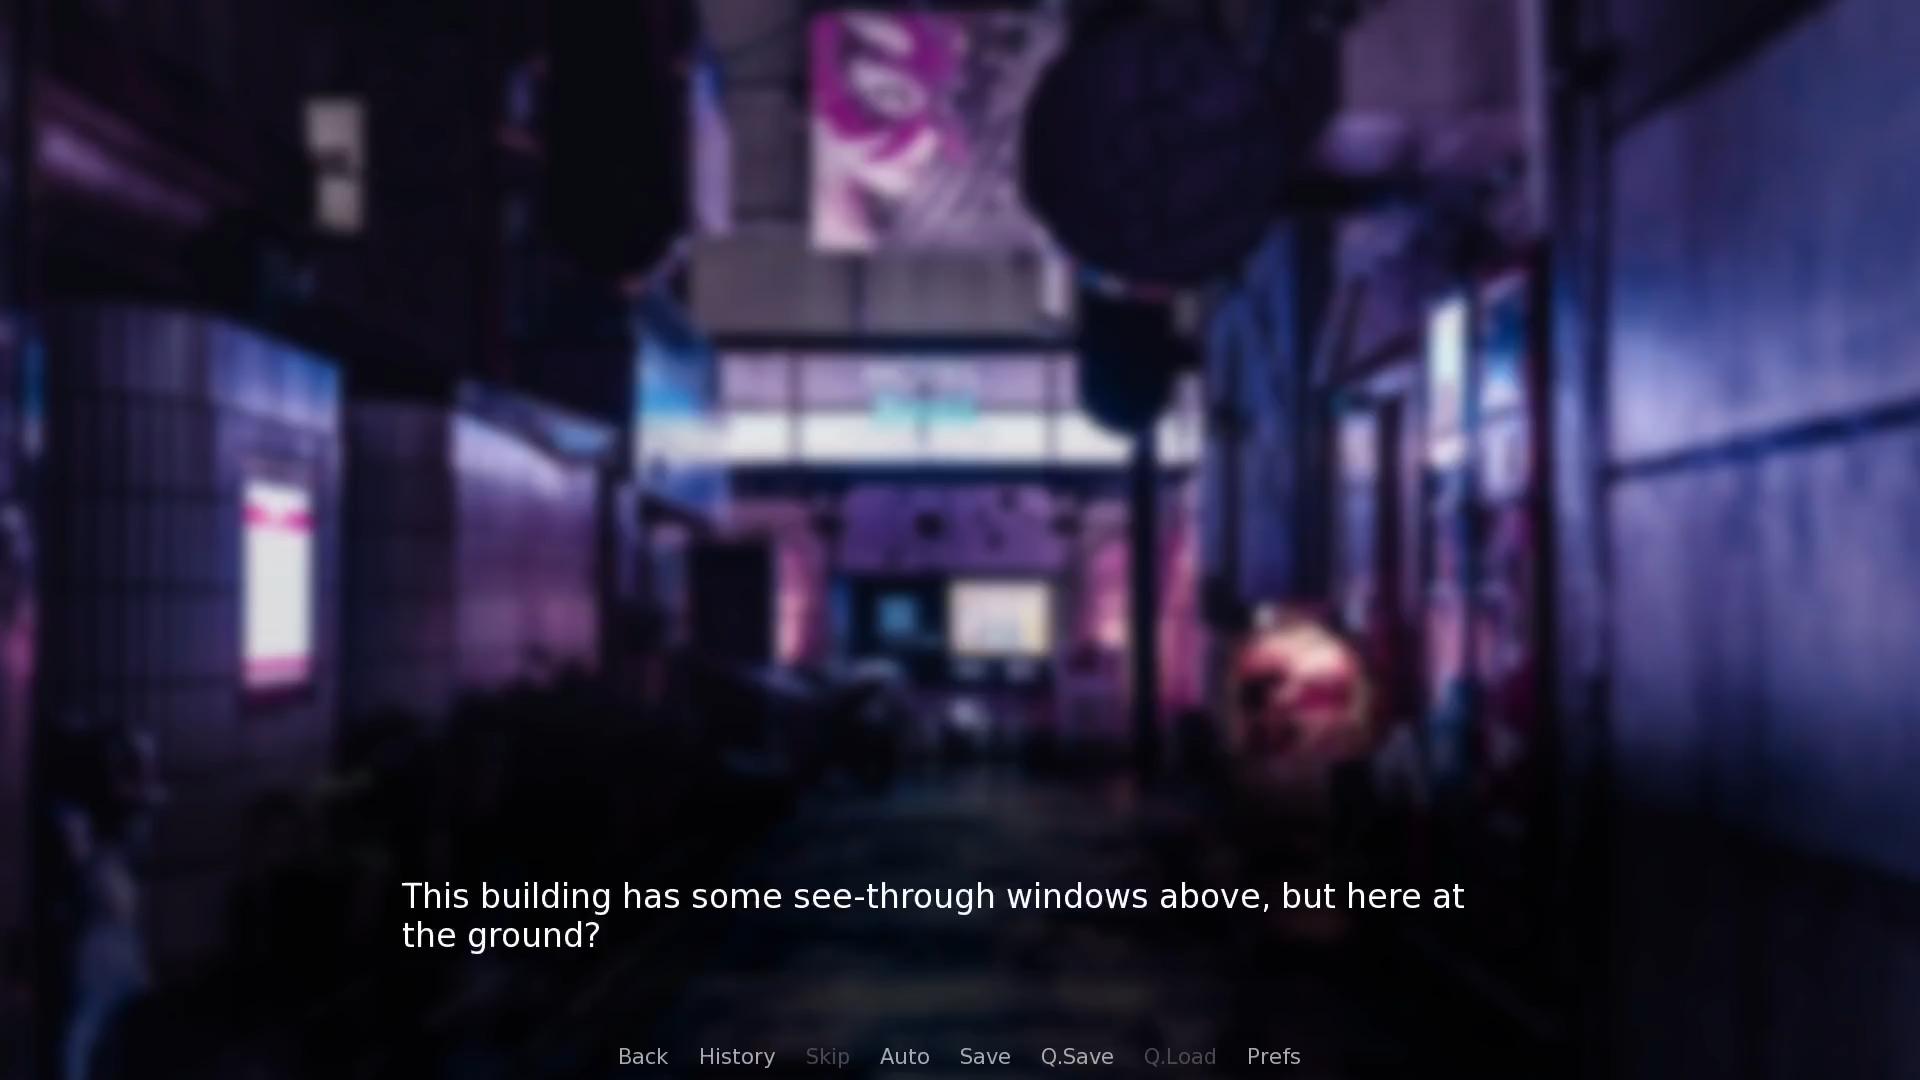 This building has some see-through windows above, but here at
the ground?
Back History Skip Auto Save Q.Save Q.Load Prefs